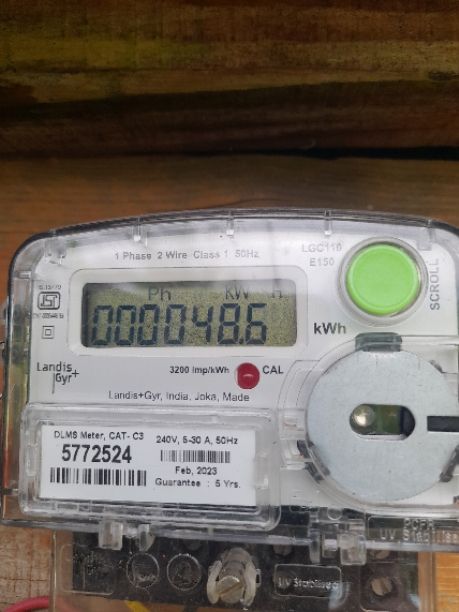 1 Phase 2 Wire Class 1 50Hz
LGC110
E150
SCROLL
Ph KW H
000048.6
kWh
Landis
Gyr+
3200 Imp/kWh
CAL
Landis+Gyr, India, Joka, Made
DLMS Meter, CAT- C3
240V, 5-30 A, 50Hz
5772524
Feb, 2023
Guarantee : 5 Yrs.
UV Stabilised